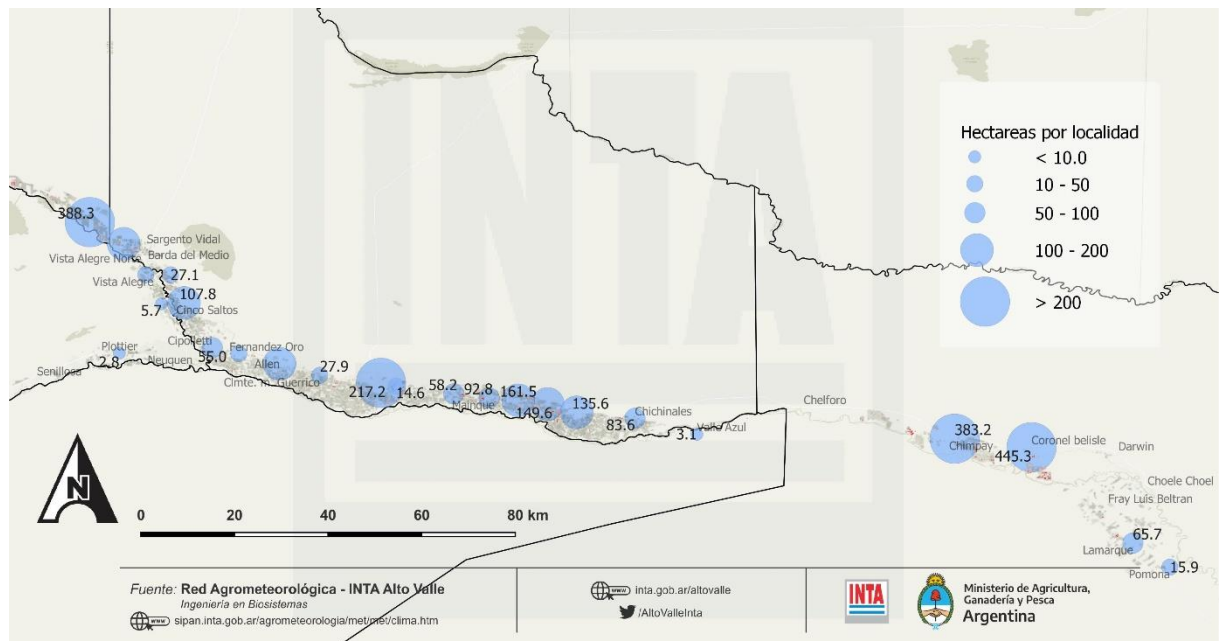 INTA
Hectareas por localidad
< 10.0
10 - 50
50 - 100
100 - 200
> 200
388.3
Sargento Vidal
Vista Alegre Norte
Barda del Medio
Vista Alegre
27.1
107.8
5.7
Cinco Saltos
Plottier
2.8
Cipolletti
55.0
Fernandez Oro
Senillosa
Neuquen
Allen
Clmte. m. Guerrico
27.9
217.2
14.6
58.2
Mainque
92.8
161.5
149.6
135.6
83.6
Chichinales
3.1
Valle Azul
Chelforo
383.2
Chimpay
445.3
Coronel belisle
Darwin
Choele Choel
Fray Luis Beltran
65.7
Lamarque
15.9
Pomona
N
0 20 40 60 80 km
Fuente: Red Agrometeorológica - INTA Alto Valle
Ingeniería en Biosistemas
www sipan.inta.gob.ar/agrometeorologia/met/met/clima.htm
www inta.gob.ar/altovalle
/AltoValleInta
INTA
Ministerio de Agricultura,
Ganadería y Pesca
Argentina